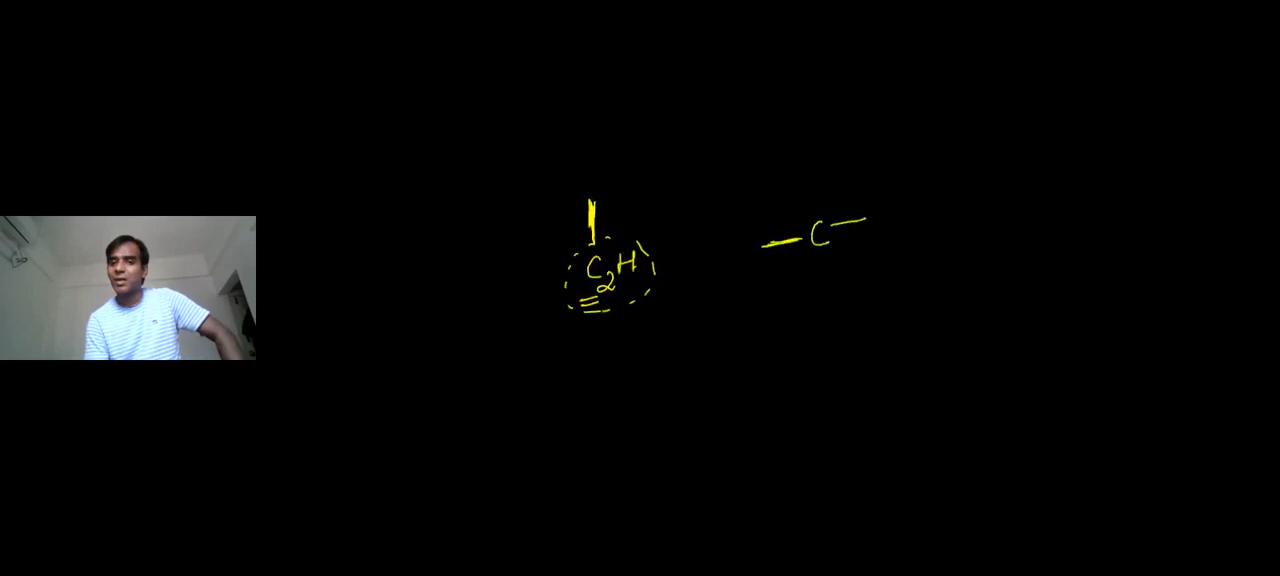 C₂H
— C —